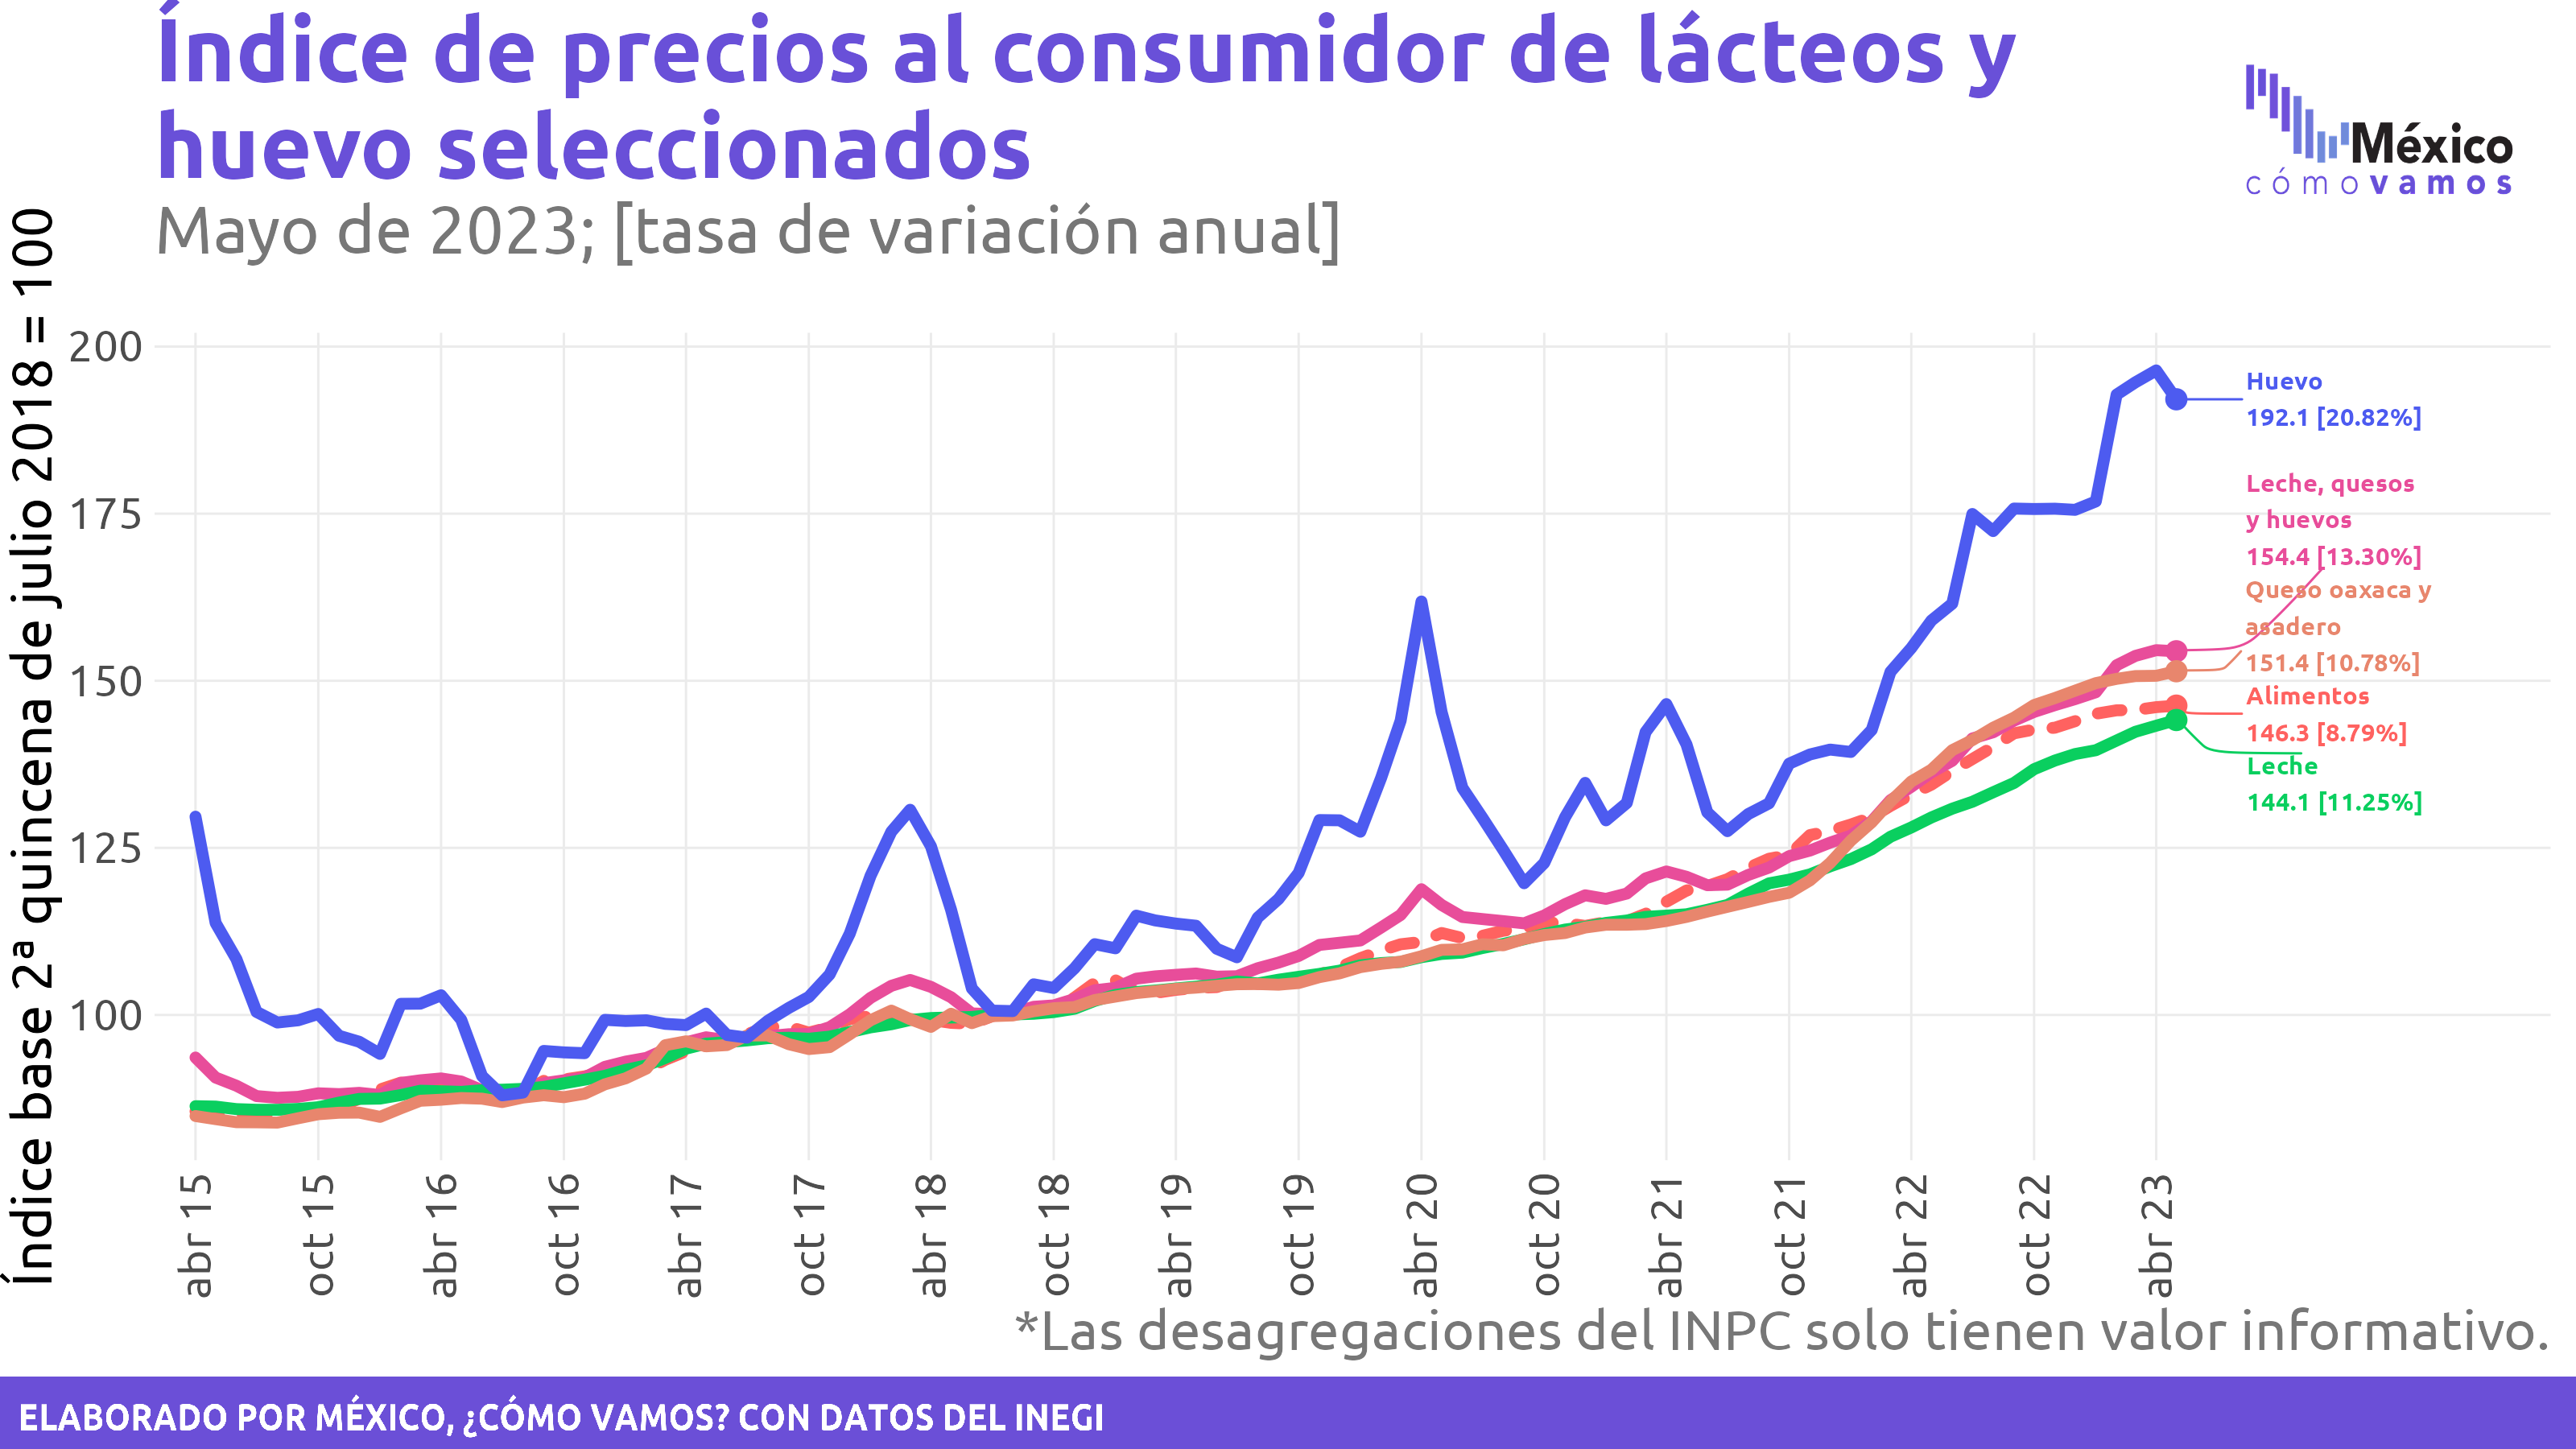 Índice de precios al consumidor de lácteos y
huevo seleccionados
Mayo de 2023; [tasa de variación anual]
México
cómo vamos
Índice base 2ª quincena de julio 2018 = 100
200
175
150
125
100
Huevo
192.1 [20.82%]
Leche, quesos
y huevos
154.4 [13.30%]
Queso oaxaca y
asadero
151.4 [10.78%]
Alimentos
146.3 [8.79%]
Leche
144.1 [11.25%]
abr 15
oct 15
abr 16
oct 16
abr 17
oct 17
abr 18
oct 18
abr 19
oct 19
abr 20
oct 20
abr 21
oct 21
abr 22
oct 22
abr 23
*Las desagregaciones del INPC solo tienen valor informativo.
ELABORADO POR MÉXICO, ¿CÓMO VAMOS? CON DATOS DEL INEGI